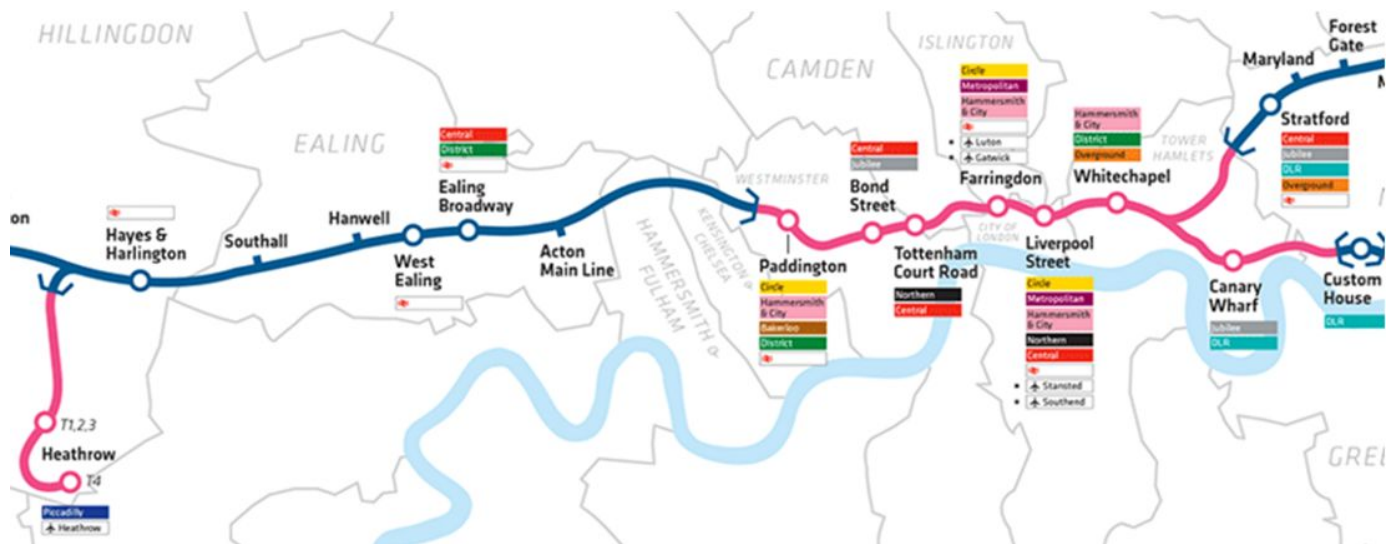 HILLINGDON
EALING
CAMDEN
ISLINGTON
WESTMINSTER
HAMMERSMITH &
FULHAM
KENSINGTON &
CHELSEA
CITY OF
LONDON
TOWER
HAMLETS
GREE
on
Hayes &
Harlington
Southall
Hanwell
West
Ealing
Central
District
Ealing
Broadway
Acton
Main Line
T1,2,3
Heathrow
T4
Piccadilly
Heathrow
Paddington
Circle
Hammersmith
& City
Bakerloo
District
Central
Jubilee
Bond
Street
Tottenham
Court Road
Northern
Central
Circle
Metropolitan
Hammersmith
& City
Luton
Gatwick
Farringdon
Liverpool
Street
Circle
Metropolitan
Hammersmith
& City
Northern
Central
Stansted
Southend
Hammersmith
& City
District
Overground
Whitechapel
Canary
Wharf
Jubilee
DLR
Custom
House
DLR
Maryland
Forest
Gate
Stratford
Central
Jubilee
DLR
Overground